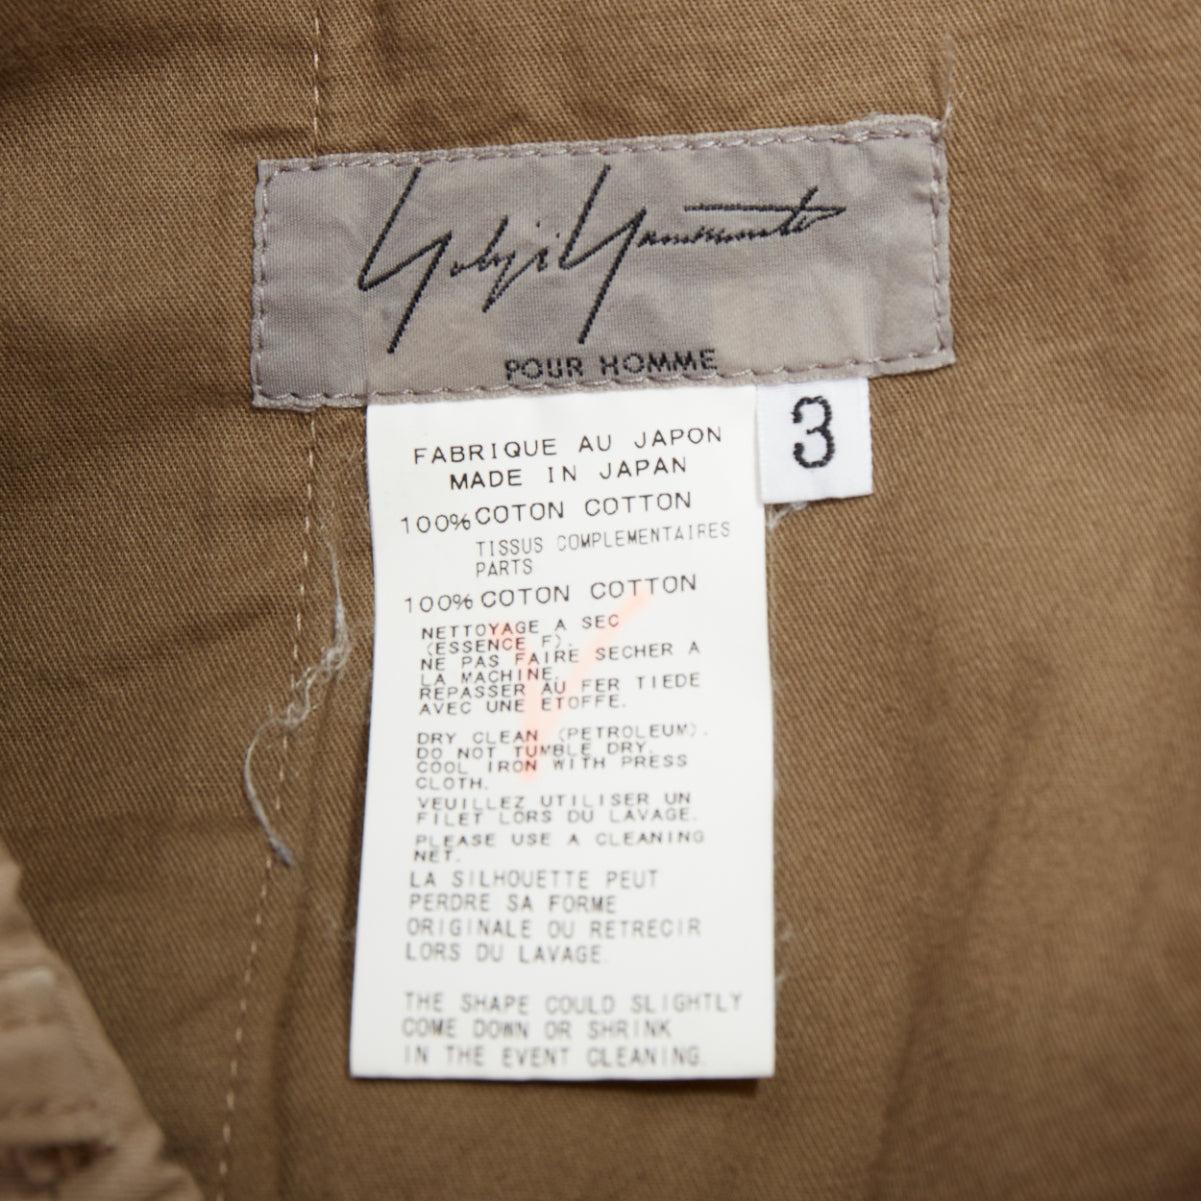 Yohji Yamamoto
POUR HOMME
3
FABRIQUE AU JAPON
MADE IN JAPAN
100% COTON COTTON
TISSUS COMPLEMENTAIRES
PARTS
100% COTON COTTON
NETTOYAGE A SEC
(ESSENCE F).
NE PAS FAIRE SECHER A
LA MACHINE.
REPASSER AU FER TIEDE
AVEC UNE ETOFFE.
DRY CLEAN (PETROLEUM).
DO NOT TUMBLE DRY.
COOL IRON WITH PRESS
CLOTH.
VEUILLEZ UTILISER UN
FILET LORS DU LAVAGE.
PLEASE USE A CLEANING
NET.
LA SILHOUETTE PEUT
PERDRE SA FORME
ORIGINALE OU RETRECIR
LORS DU LAVAGE.
THE SHAPE COULD SLIGHTLY
COME DOWN OR SHRINK
IN THE EVENT CLEANING.